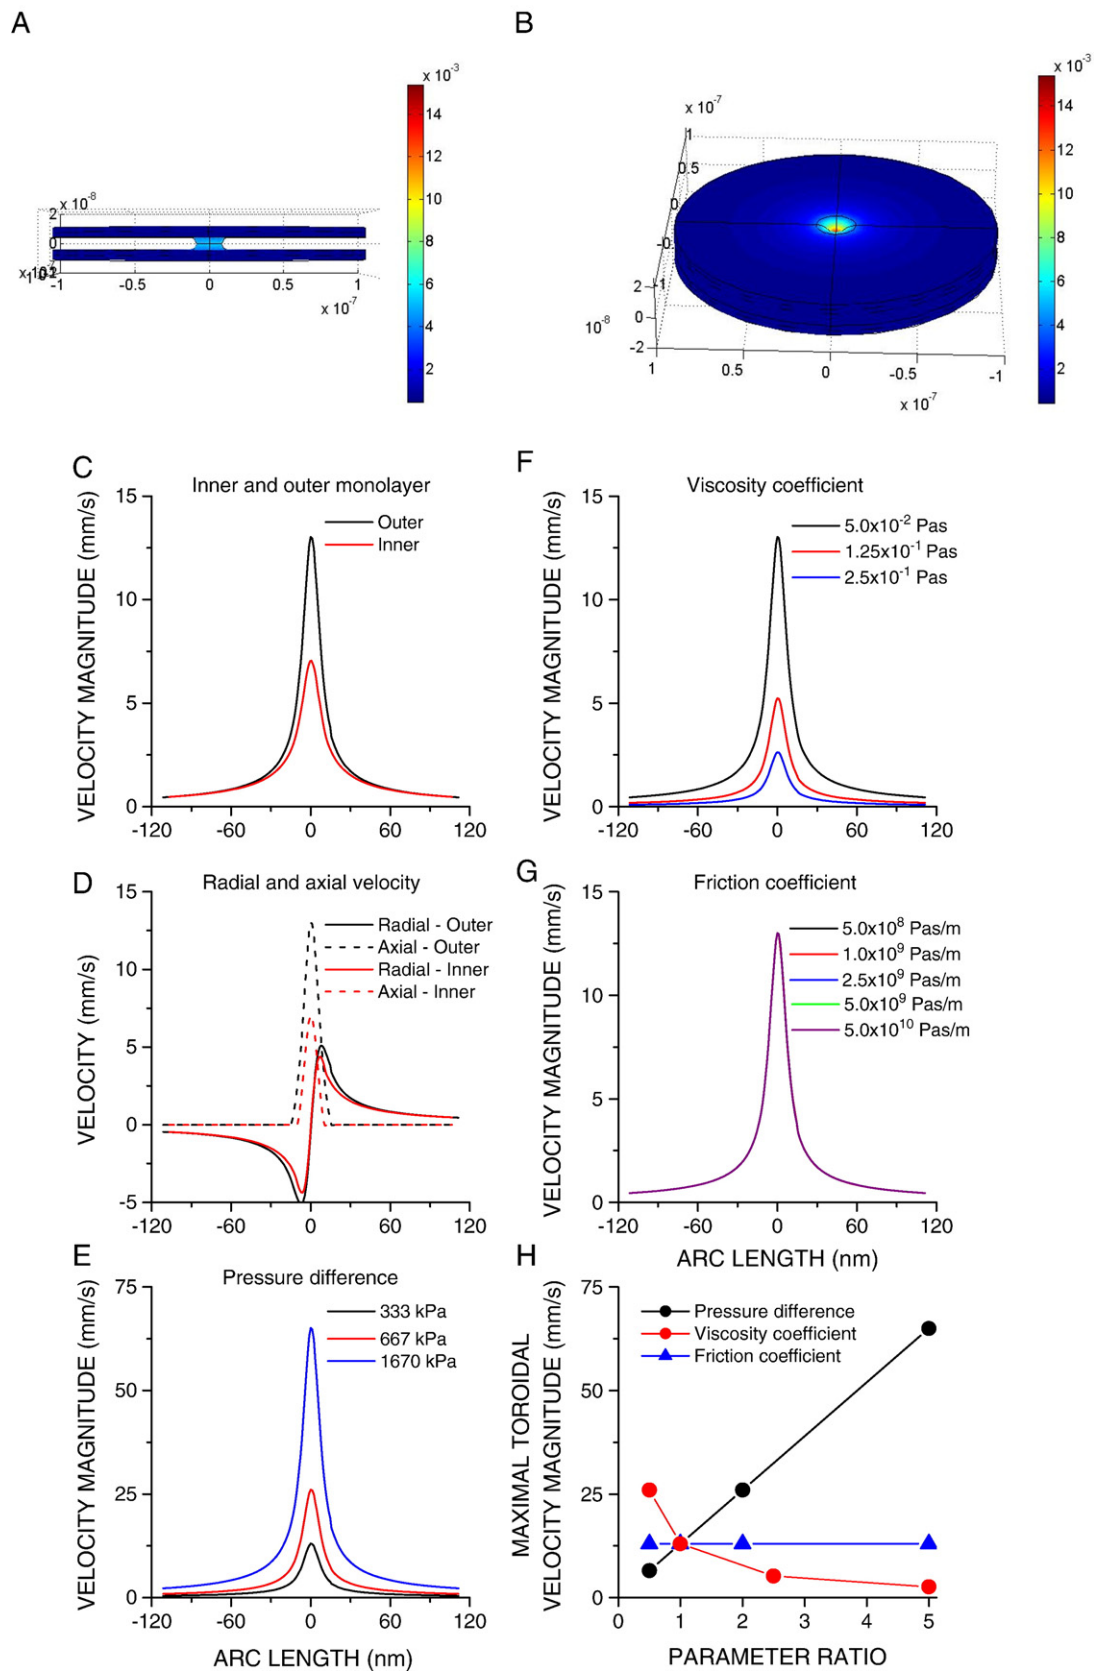 A
B
x 10-3
14
12
10
8
6
4
2
x 10-8
2
0
-1
-0.5
0
0.5
1
x 10-7
x 10-3
14
12
10
8
6
4
2
x 10-7
1
0.5
0
-1
2
0
-2
10-8
1
0.5
0
-0.5
-1
x 10-7
C
Inner and outer monolayer
VELOCITY MAGNITUDE (mm/s)
15
10
5
0
Outer
Inner
-120 -60 0 60 120
F
Viscosity coefficient
VELOCITY MAGNITUDE (mm/s)
15
10
5
0
5.0x10-2 Pas
1.25x10-1 Pas
2.5x10-1 Pas
-120 -60 0 60 120
D
Radial and axial velocity
VELOCITY (mm/s)
15
10
5
0
-5
Radial - Outer
Axial - Outer
Radial - Inner
Axial - Inner
-120 -60 0 60 120
G
Friction coefficient
VELOCITY MAGNITUDE (mm/s)
15
10
5
0
5.0x108 Pas/m
1.0x109 Pas/m
2.5x109 Pas/m
5.0x109 Pas/m
5.0x1010 Pas/m
-120 -60 0 60 120
ARC LENGTH (nm)
E
Pressure difference
VELOCITY MAGNITUDE (mm/s)
75
50
25
0
333 kPa
667 kPa
1670 kPa
-120 -60 0 60 120
ARC LENGTH (nm)
H
MAXIMAL TOROIDAL
VELOCITY MAGNITUDE (mm/s)
75
50
25
0
Pressure difference
Viscosity coefficient
Friction coefficient
0 1 2 3 4 5
PARAMETER RATIO